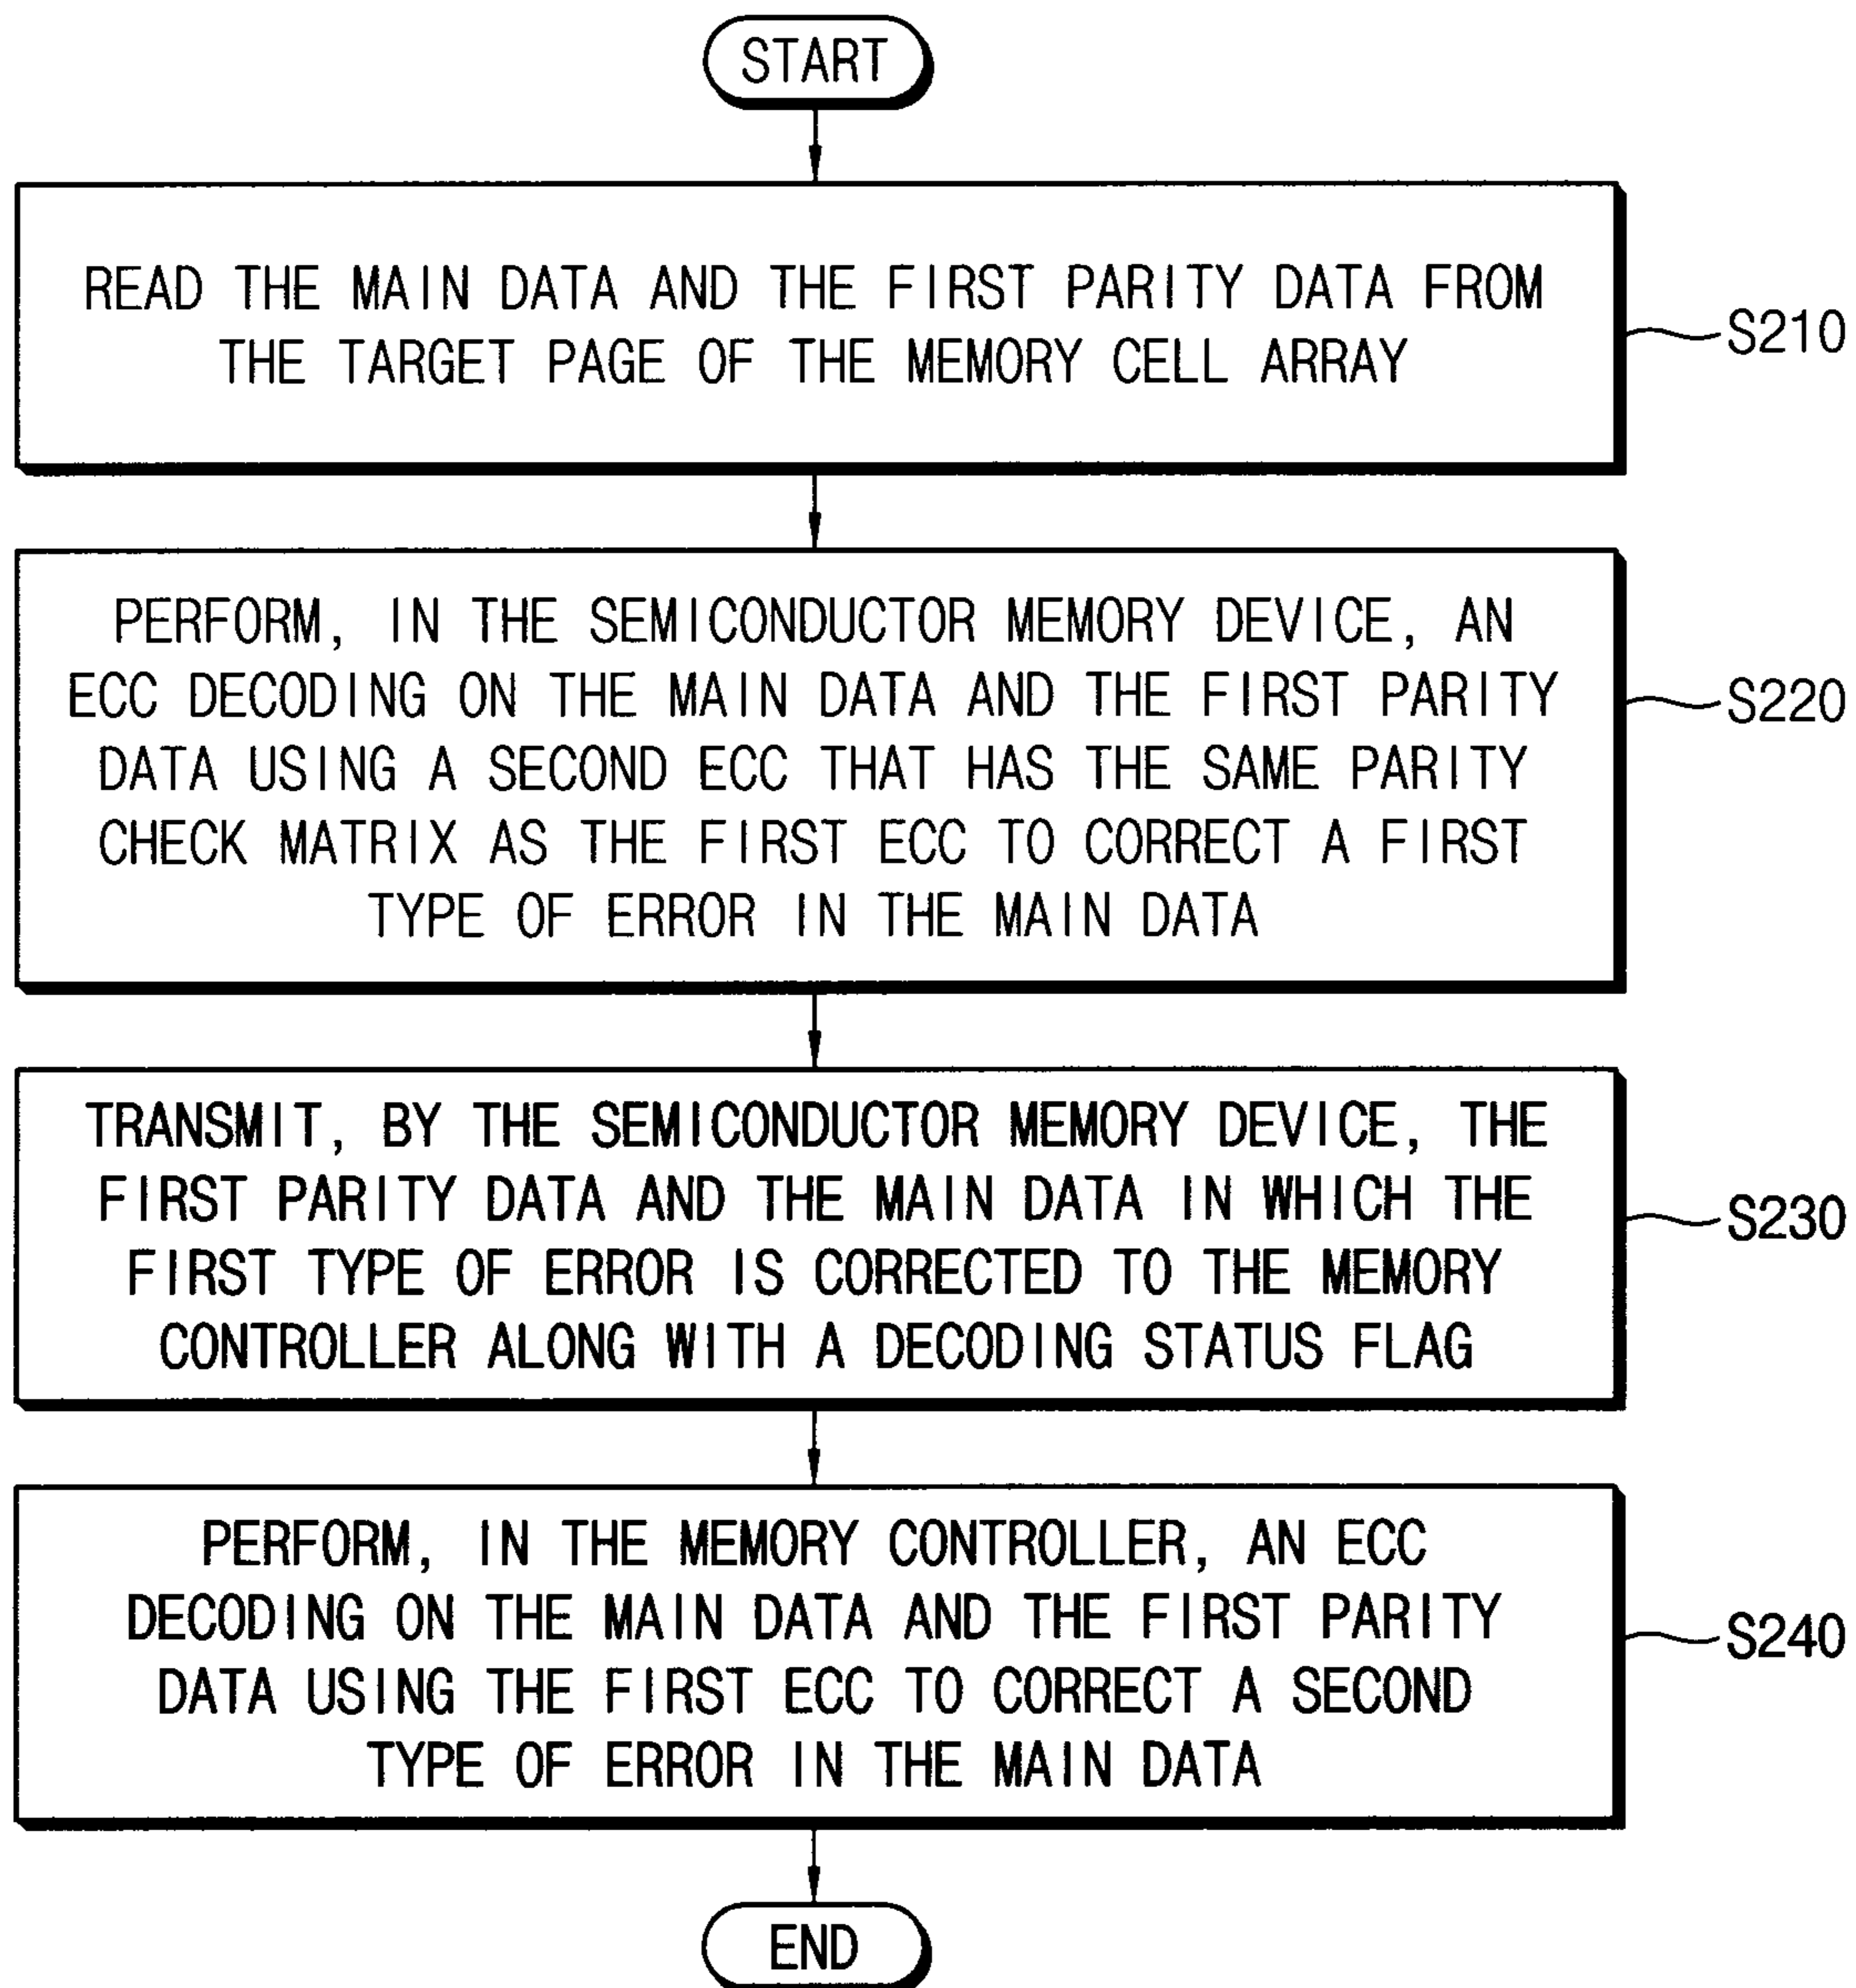 START
READ THE MAIN DATA AND THE FIRST PARITY DATA FROM
THE TARGET PAGE OF THE MEMORY CELL ARRAY
S210
PERFORM, IN THE SEMICONDUCTOR MEMORY DEVICE, AN
ECC DECODING ON THE MAIN DATA AND THE FIRST PARITY
DATA USING A SECOND ECC THAT HAS THE SAME PARITY
CHECK MATRIX AS THE FIRST ECC TO CORRECT A FIRST
TYPE OF ERROR IN THE MAIN DATA
S220
TRANSMIT, BY THE SEMICONDUCTOR MEMORY DEVICE, THE
FIRST PARITY DATA AND THE MAIN DATA IN WHICH THE
FIRST TYPE OF ERROR IS CORRECTED TO THE MEMORY
CONTROLLER ALONG WITH A DECODING STATUS FLAG
S230
PERFORM, IN THE MEMORY CONTROLLER, AN ECC
DECODING ON THE MAIN DATA AND THE FIRST PARITY
DATA USING THE FIRST ECC TO CORRECT A SECOND
TYPE OF ERROR IN THE MAIN DATA
S240
END